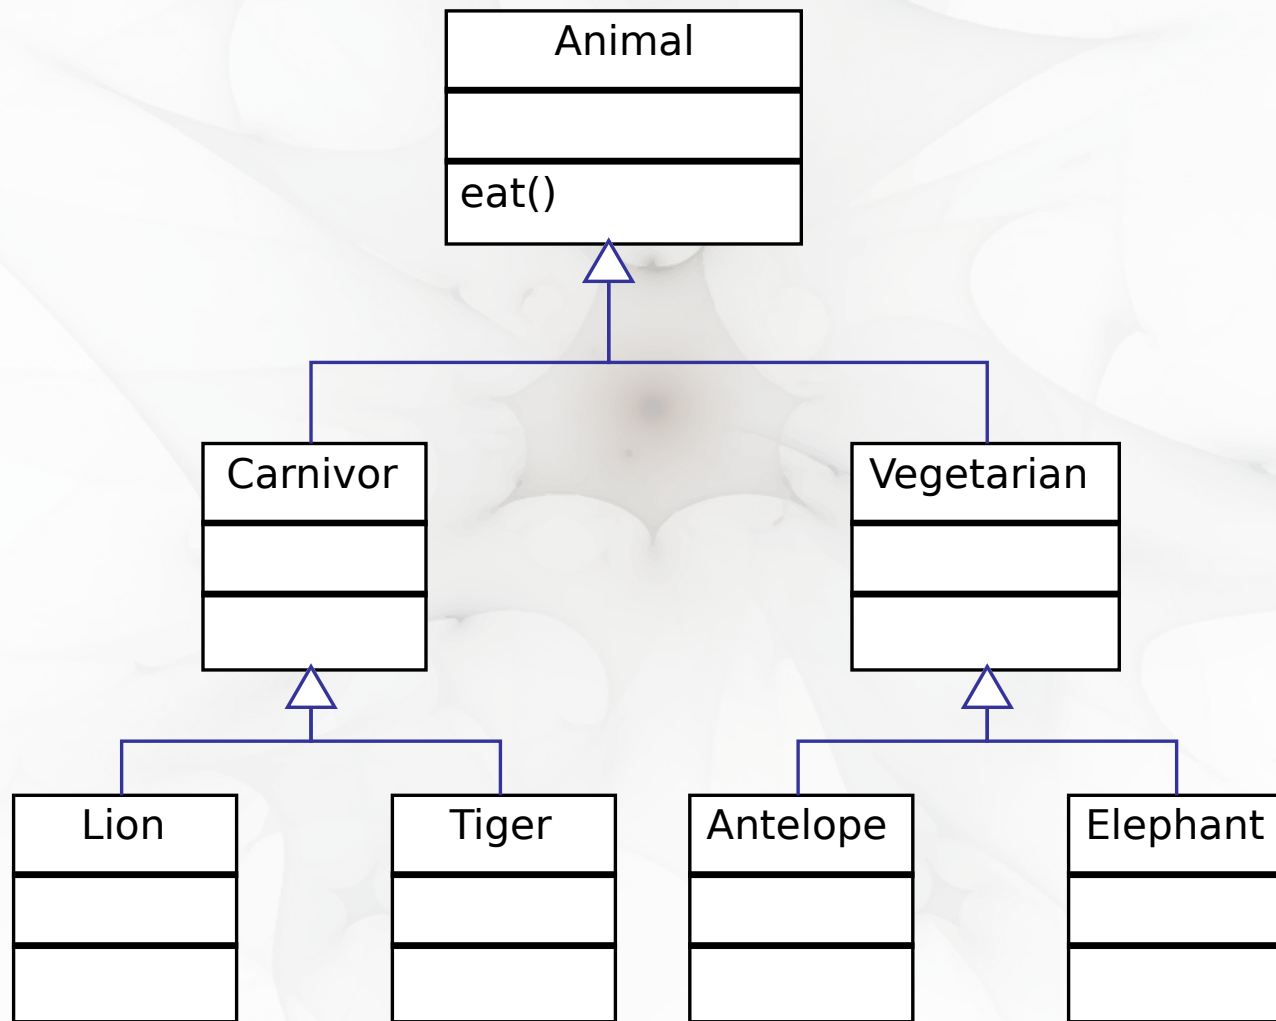 Animal
eat()
Carnivor
Vegetarian
Lion
Tiger
Antelope
Elephant